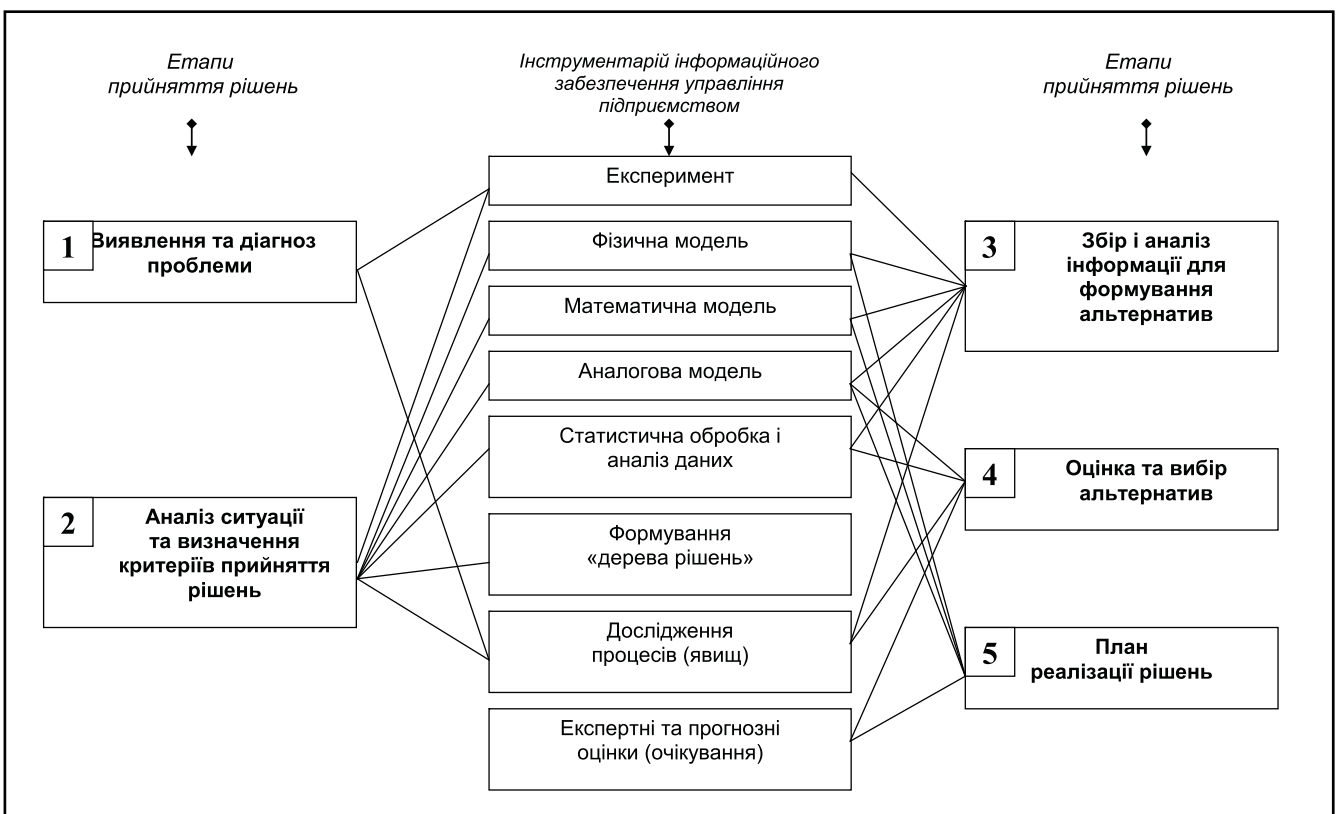 Етапи
прийняття рішень
Інструментарій інформаційного
забезпечення управління
підприємством
Етапи
прийняття рішень
1
Виявлення та діагноз
проблеми
2
Аналіз ситуації
та визначення
критеріїв прийняття
рішень
Експеримент
Фізична модель
Математична модель
Аналогова модель
Статистична обробка і
аналіз даних
Формування
«дерева рішень»
Дослідження
процесів (явищ)
Експертні та прогнозні
оцінки (очікування)
3
Збір і аналіз
інформації для
формування
альтернатив
4
Оцінка та вибір
альтернатив
5
План
реалізації рішень